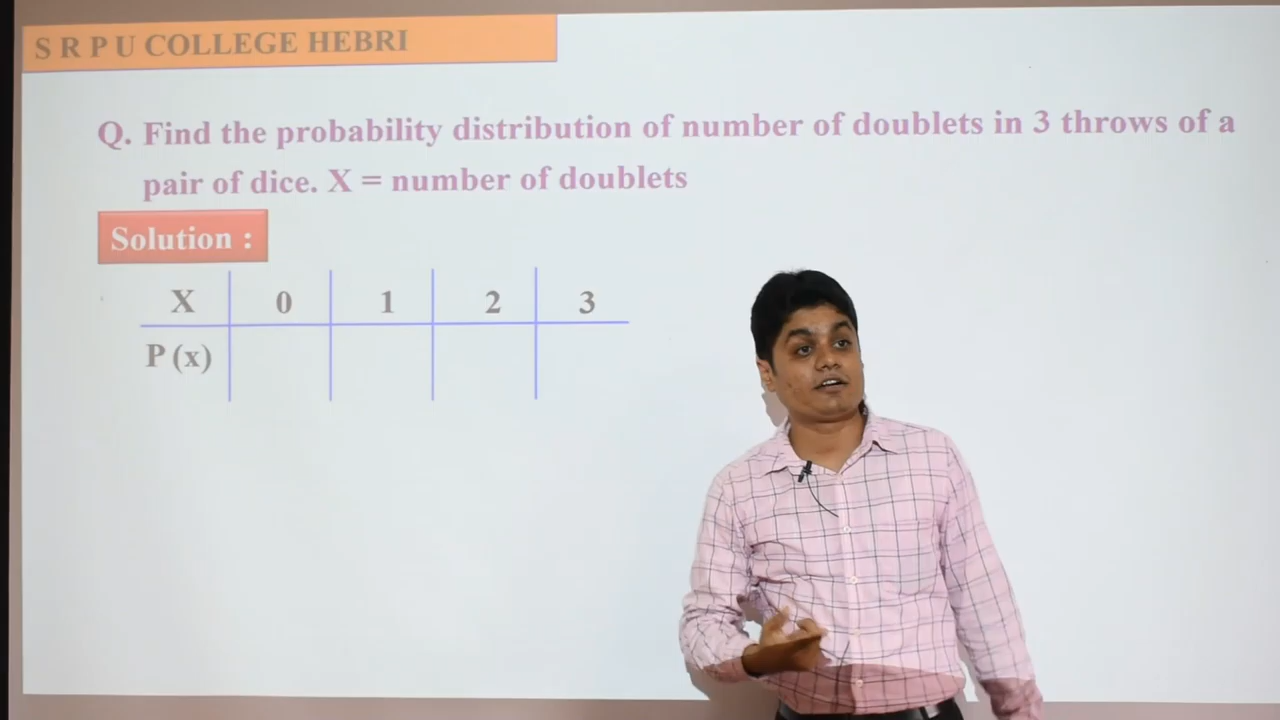 S R P U COLLEGE HEBRI
Q. Find the probability distribution of number of doublets in 3 throws of a
pair of dice. X = number of doublets
Solution :
X 0 1 2 3
P (x)